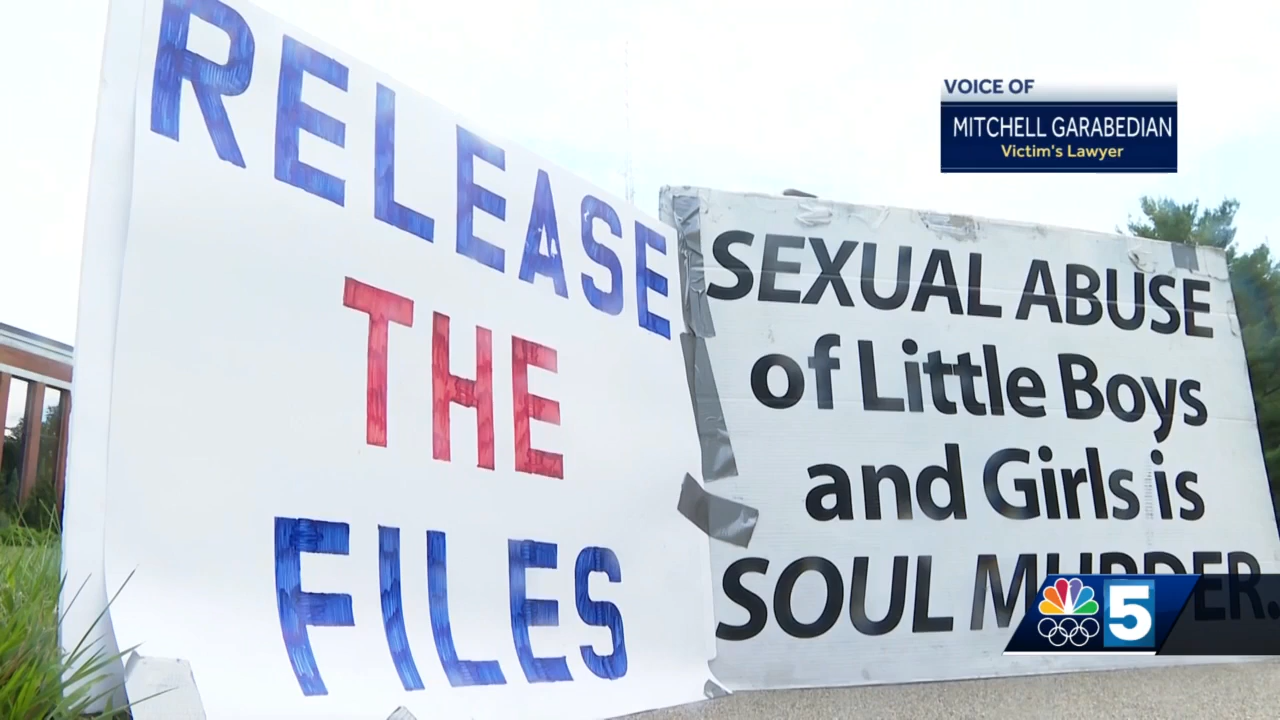 RELEASE
THE
FILES
VOICE OF
MITCHELL GARABEDIAN
Victim's Lawyer
SEXUAL ABUSE
of Little Boys
and Girls is
SOUL MURDER.
5